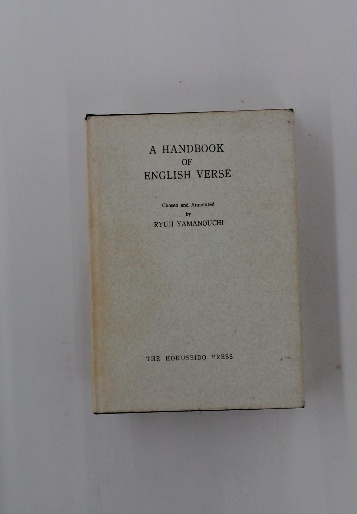 A HANDBOOK
OF
ENGLISH VERSE
Chosen and Annotated
by
RYUJI YAMANOUCHI
THE HOKUSEIDO PRESS